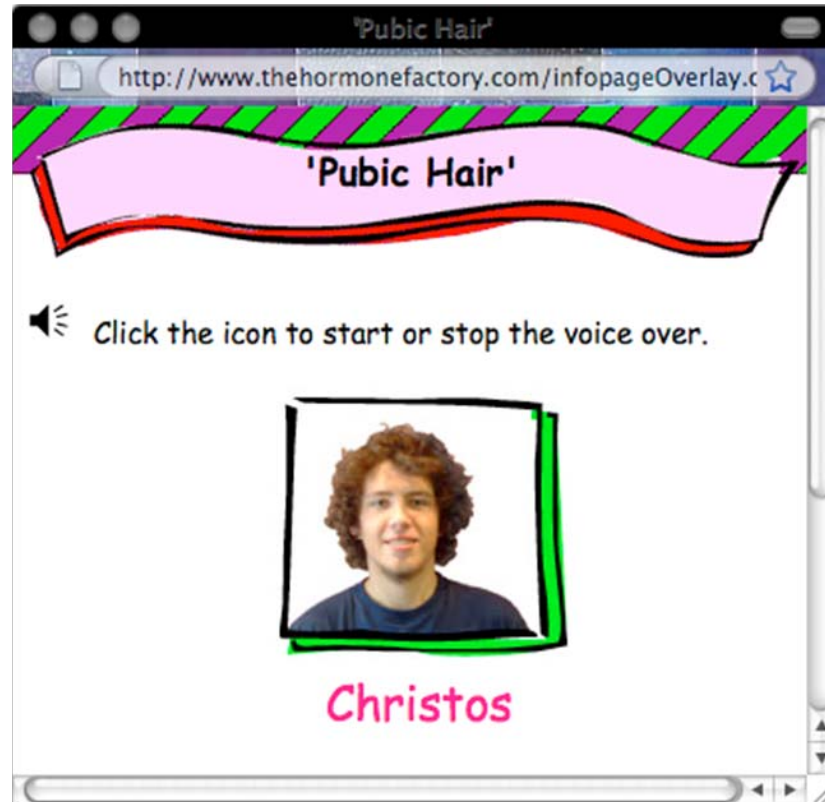 'Pubic Hair'
http://www.thehormonefactory.com/infopageOverlay.c
'Pubic Hair'
Click the icon to start or stop the voice over.
Christos